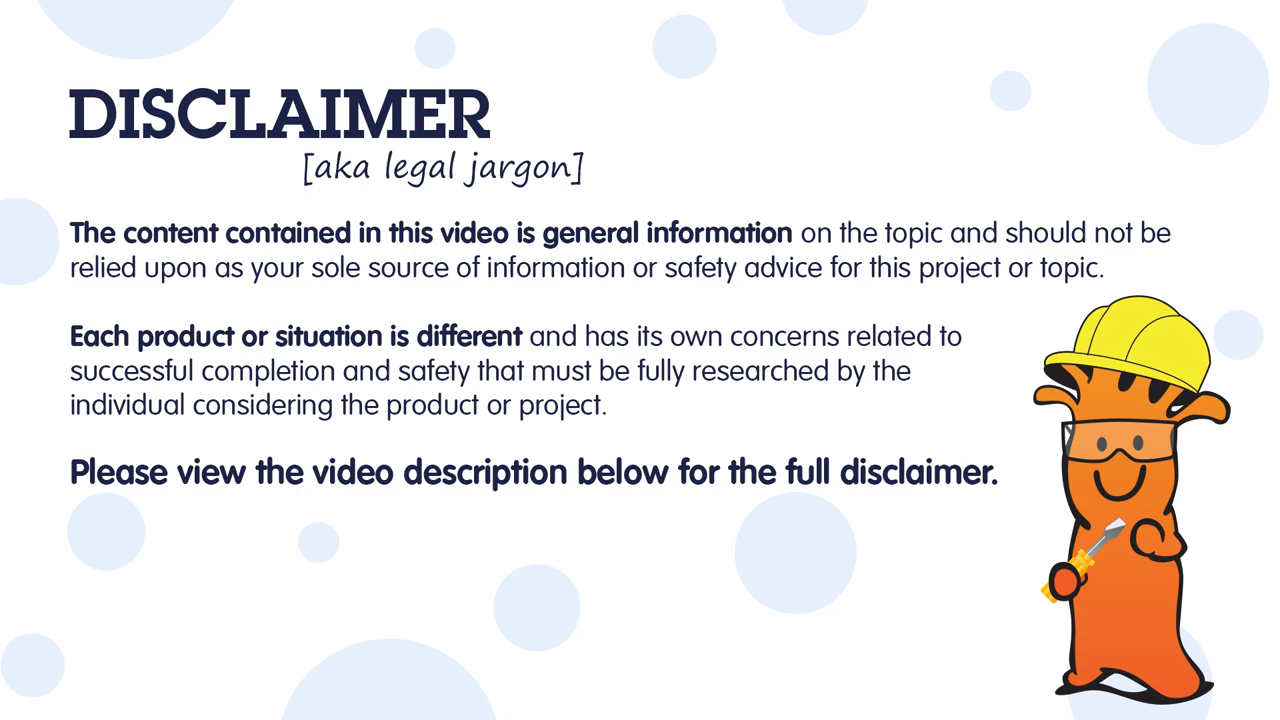 DISCLAIMER
[aka legal jargon]
The content contained in this video is general information on the topic and should not be
relied upon as your sole source of information or safety advice for this project or topic.
Each product or situation is different and has its own concerns related to
successful completion and safety that must be fully researched by the
individual considering the product or project.
Please view the video description below for the full disclaimer.